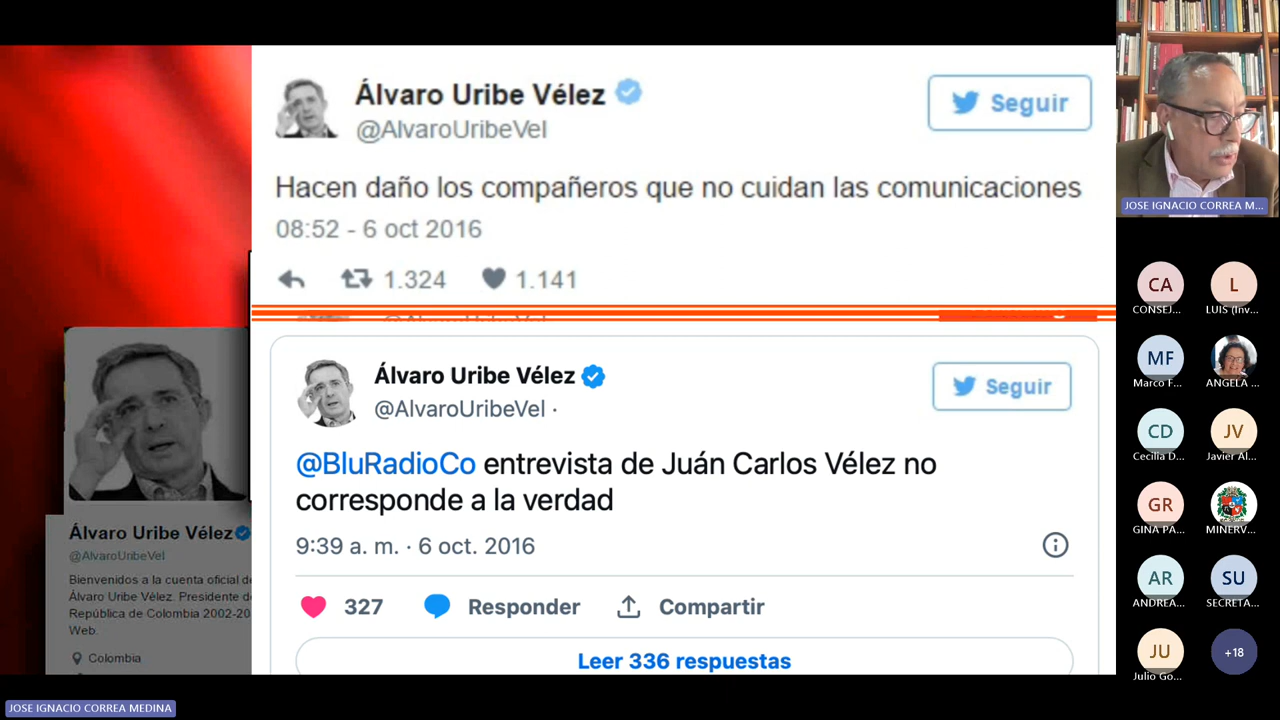 Álvaro Uribe Vélez
@AlvaroUribeVel
Seguir
Hacen daño los compañeros que no cuidan las comunicaciones
08:52 - 6 oct 2016
1.324
1.141
Álvaro Uribe Vélez
@AlvaroUribeVel ·
Seguir
@BluRadioCo entrevista de Juán Carlos Vélez no
corresponde a la verdad
9:39 a. m. · 6 oct. 2016
327
Responder
Compartir
Leer 336 respuestas
Álvaro Uribe Vélez
@AlvaroUribeVel
Bienvenidos a la cuenta oficial de
Álvaro Uribe Vélez. Presidente de
República de Colombia 2002-20
Web.
Colombia
JOSE IGNACIO CORREA MEDINA
JOSE IGNACIO CORREA M...
CA
CONSEJ...
L
LUIS (Inv...
MF
Marco F...
ANGELA ...
CD
Cecilia D...
JV
Javier Al...
GR
GINA PA...
MINERV...
AR
ANDREA...
SU
SECRETA...
JU
Julio Go...
+18